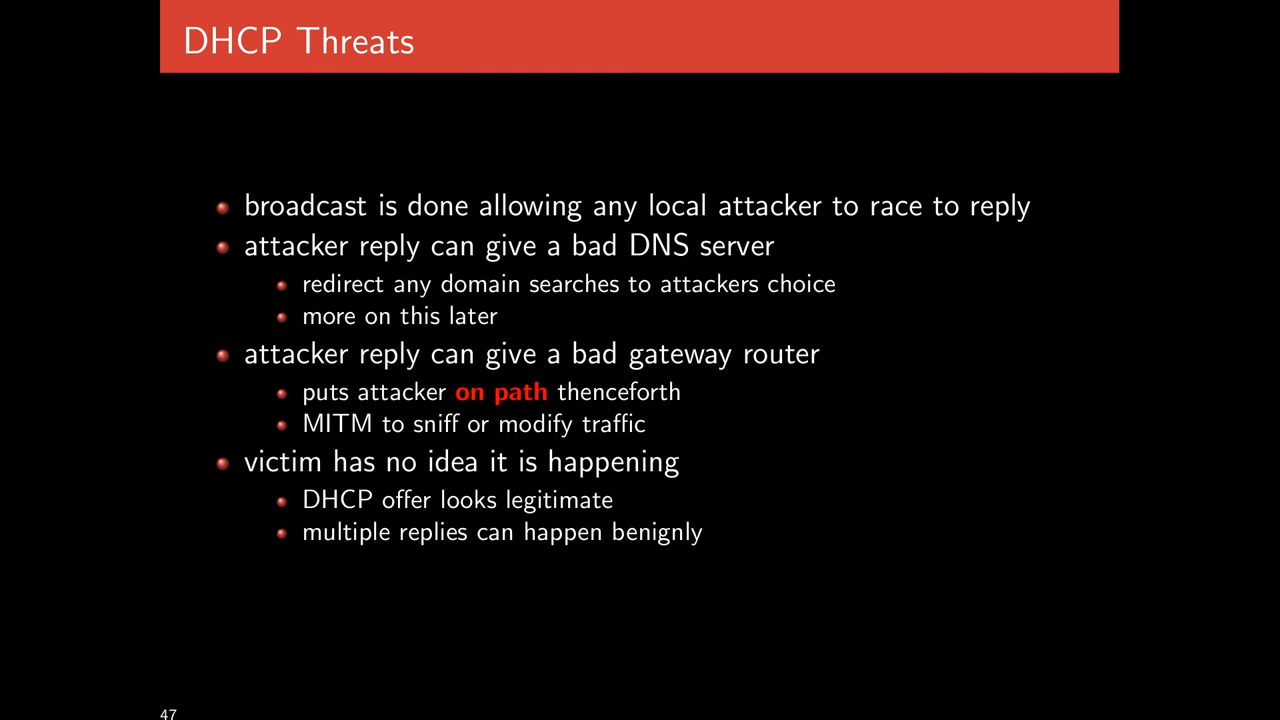 DHCP Threats
broadcast is done allowing any local attacker to race to reply
attacker reply can give a bad DNS server
redirect any domain searches to attackers choice
more on this later
attacker reply can give a bad gateway router
puts attacker on path thenceforth
MITM to sniff or modify traffic
victim has no idea it is happening
DHCP offer looks legitimate
multiple replies can happen benignly
47